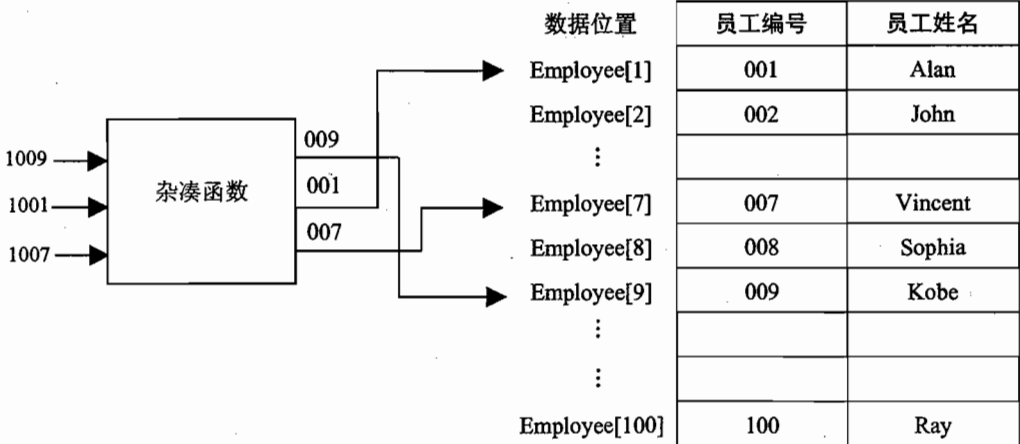 数据位置 员工编号 员工姓名
Employee[1] 001 Alan
Employee[2] 002 John
⋮
Employee[7] 007 Vincent
Employee[8] 008 Sophia
Employee[9] 009 Kobe
⋮
⋮
Employee[100] 100 Ray
1009
1001
1007
杂凑函数
009
001
007